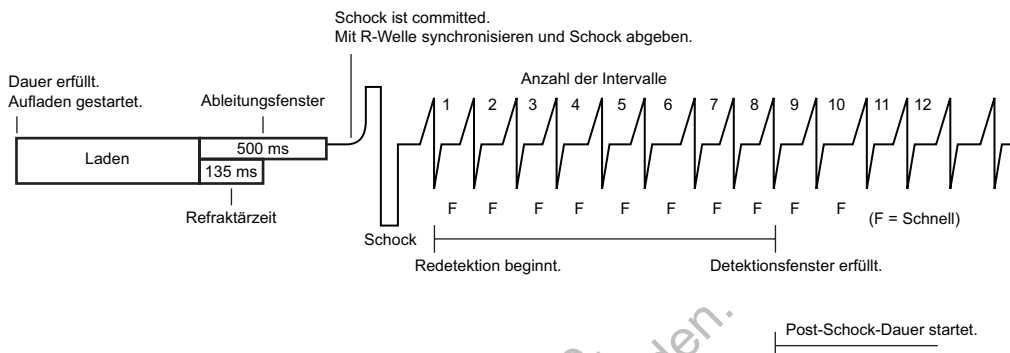 Schock ist committed.
Mit R-Welle synchronisieren und Schock abgeben.
Dauer erfüllt.
Aufladen gestartet.
Ableitungsfenster
Anzahl der Intervalle
1 2 3 4 5 6 7 8 9 10 11 12
Laden
500 ms
135 ms
Refraktärzeit
F F F F F F F F F F
(F = Schnell)
Schock
Redetektion beginnt.
Detektionsfenster erfüllt.
Post-Schock-Dauer startet.